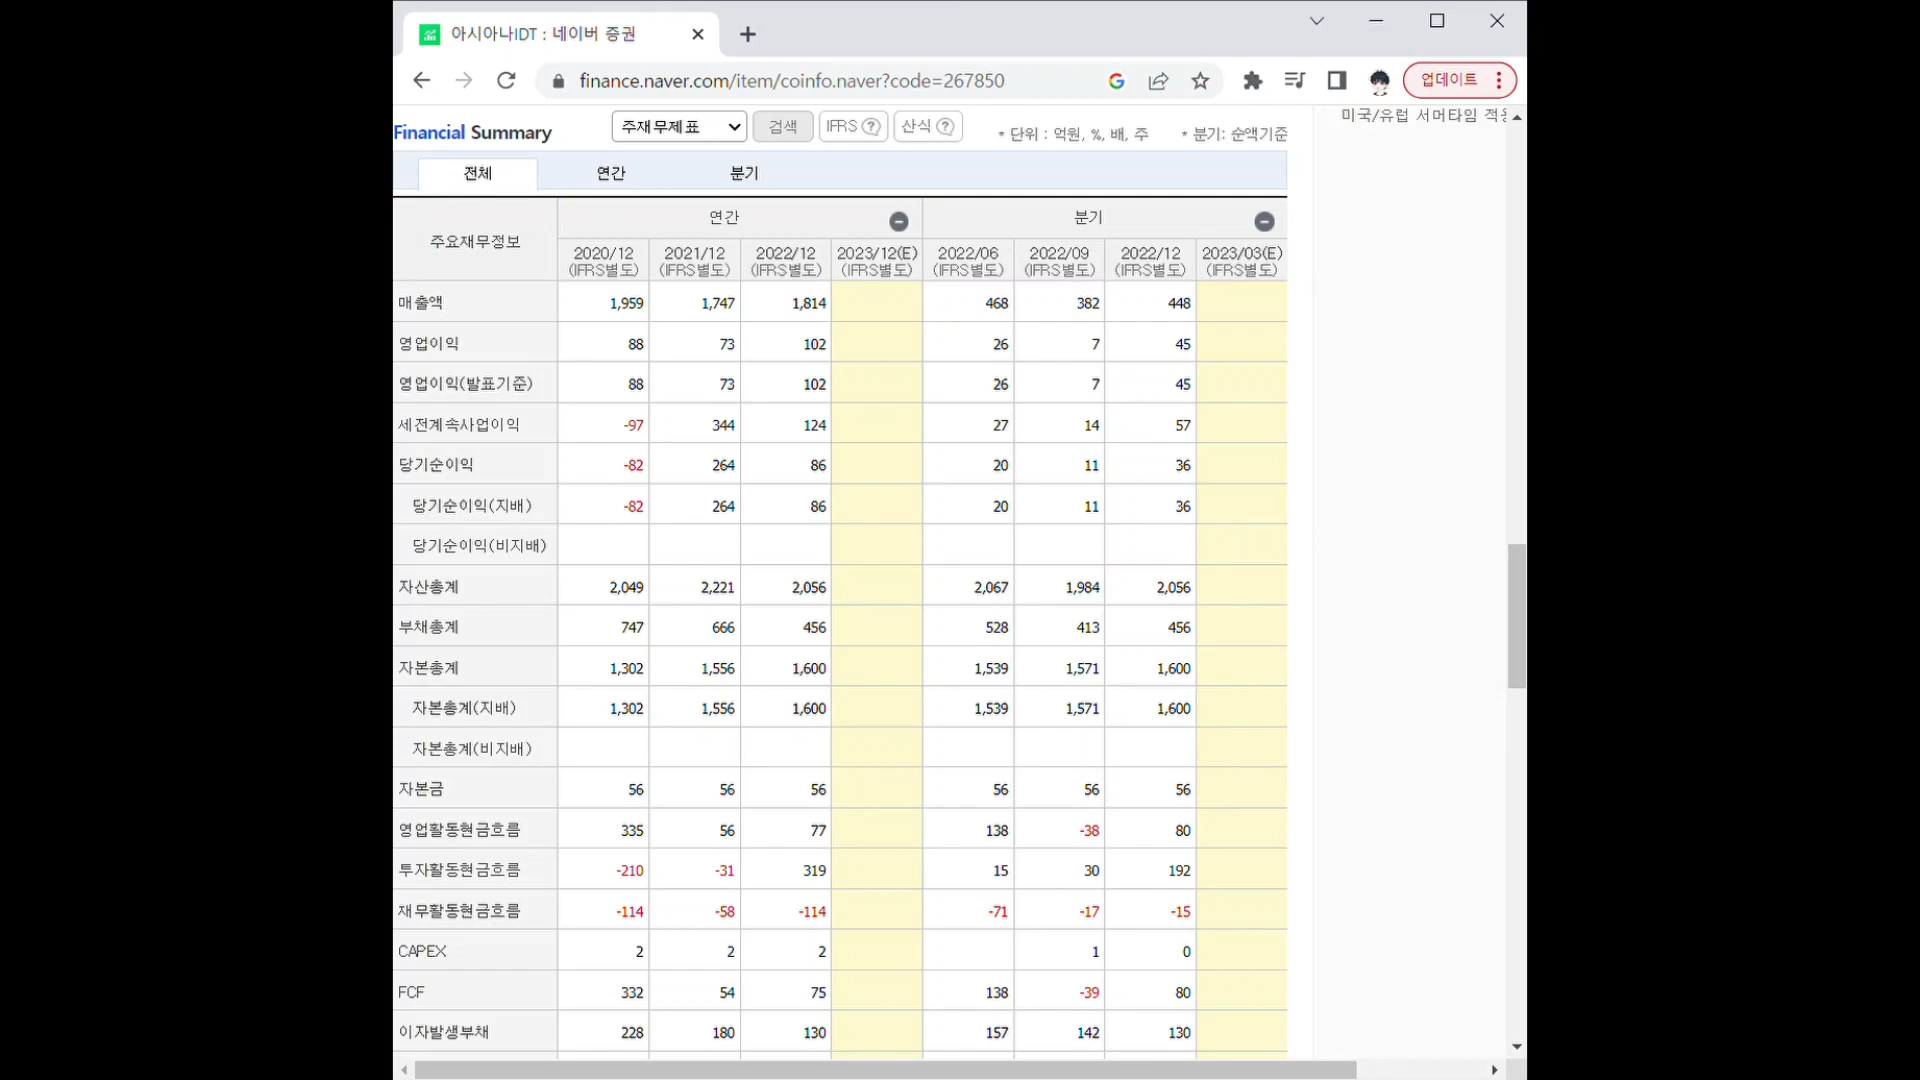 아시아나IDT : 네이버 증권
finance.naver.com/item/coinfo.naver?code=267850
업데이트
미국/유럽 서머타임 적용
Financial Summary
주재무제표
검색
IFRS
산식
* 단위 : 억원, %, 배, 주 * 분기: 순액기준
전체 연간 분기
주요재무정보 연간 분기
2020/12 2021/12 2022/12 2023/12(E) 2022/06 2022/09 2022/12 2023/03(E)
(IFRS별도) (IFRS별도) (IFRS별도) (IFRS별도) (IFRS별도) (IFRS별도) (IFRS별도) (IFRS별도)
매출액 1,959 1,747 1,814 468 382 448
영업이익 88 73 102 26 7 45
영업이익(발표기준) 88 73 102 26 7 45
세전계속사업이익 -97 344 124 27 14 57
당기순이익 -82 264 86 20 11 36
당기순이익(지배) -82 264 86 20 11 36
당기순이익(비지배)
자산총계 2,049 2,221 2,056 2,067 1,984 2,056
부채총계 747 666 456 528 413 456
자본총계 1,302 1,556 1,600 1,539 1,571 1,600
자본총계(지배) 1,302 1,556 1,600 1,539 1,571 1,600
자본총계(비지배)
자본금 56 56 56 56 56 56
영업활동현금흐름 335 56 77 138 -38 80
투자활동현금흐름 -210 -31 319 15 30 192
재무활동현금흐름 -114 -58 -114 -71 -17 -15
CAPEX 2 2 2 1 0
FCF 332 54 75 138 -39 80
이자발생부채 228 180 130 157 142 130